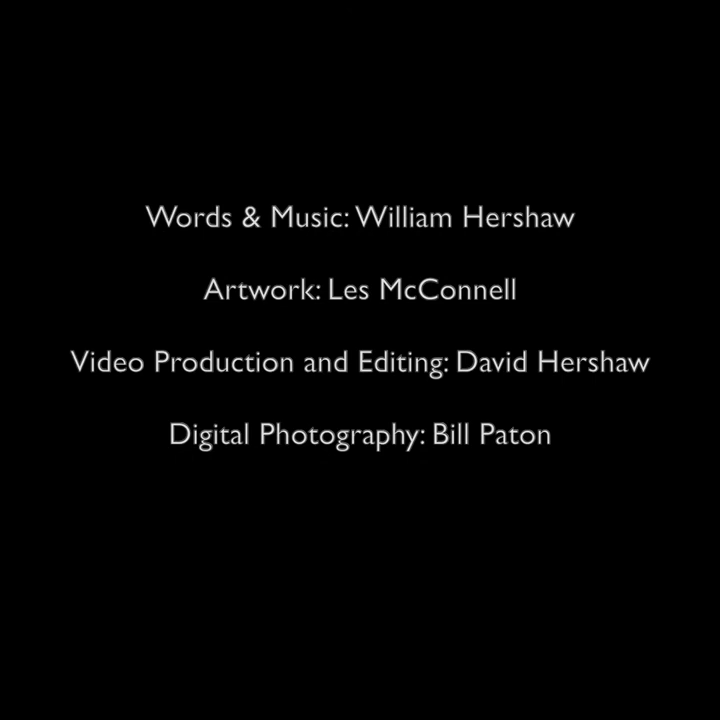 Words & Music: William Hershaw
Artwork: Les McConnell
Video Production and Editing: David Hershaw
Digital Photography: Bill Paton